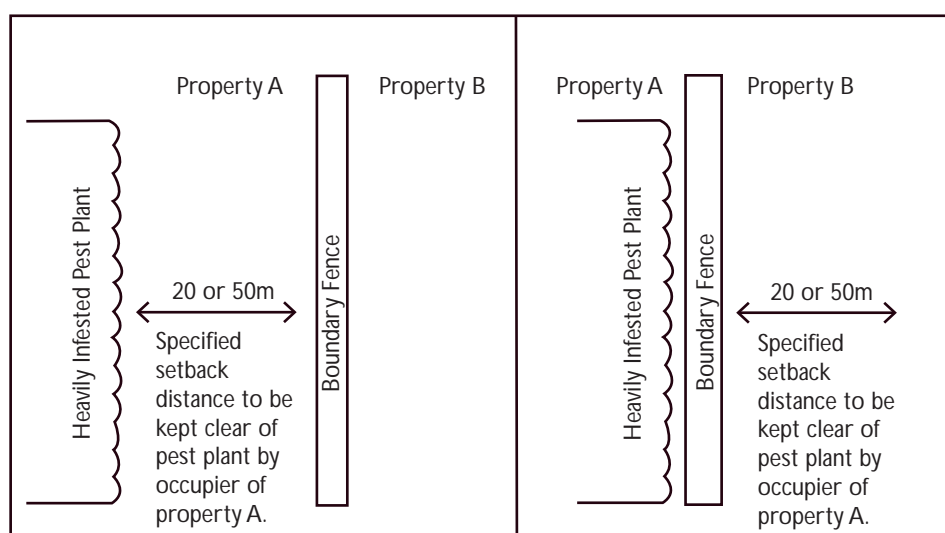 Property A
Property B
Heavily Infested Pest Plant
20 or 50m
Specified
setback
distance to be
kept clear of
pest plant by
occupier of
property A.
Boundary Fence
Property A
Property B
Heavily Infested Pest Plant
Boundary Fence
20 or 50m
Specified
setback
distance to be
kept clear of
pest plant by
occupier of
property A.